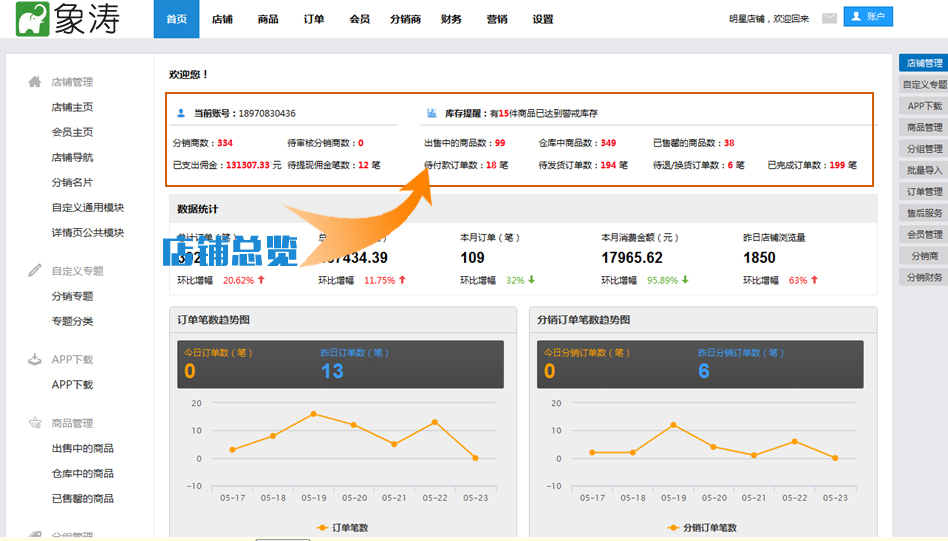 象涛
首页 店铺 商品 订单 会员 分销商 财务 营销 设置
明星店铺，欢迎回来
账户
店铺管理
店铺主页
会员主页
店铺导航
分销名片
自定义通用模块
详情页公共模块
自定义专题
分销专题
专题分类
APP下载
APP下载
商品管理
出售中的商品
仓库中的商品
已售罄的商品
分组管理
欢迎您！
当前账号：18970830436
库存提醒：有15件商品已达到警戒库存
分销商数：334 待审核分销商数：0 出售中的商品数：99 仓库中商品数：349 已售罄的商品数：38
已支出佣金：131307.33 元 待提现佣金笔数：12 笔 待付款订单数：18 笔 待发货订单数：194 笔 待退/换货订单数：6 笔 已完成订单数：199 笔
店铺总览
数据统计
本月订单（笔） 本月消费金额（元） 昨日店铺浏览量
7434.39 109 17965.62 1850
环比增幅 20.62% 环比增幅 11.75% 环比增幅 32% 环比增幅 95.89% 环比增幅 63%
订单笔数趋势图
今日订单数（笔） 昨日订单数（笔）
0 13
20
10
0
-10
05-17 05-18 05-19 05-20 05-21 05-22 05-23
订单笔数
分销订单笔数趋势图
今日分销订单数（笔） 昨日分销订单数（笔）
0 6
20
10
0
-10
05-17 05-18 05-19 05-20 05-21 05-22 05-23
分销订单笔数
店铺管理
自定义专题
APP下载
商品管理
分组管理
批量导入
订单管理
售后服务
会员管理
分销商
分销财务